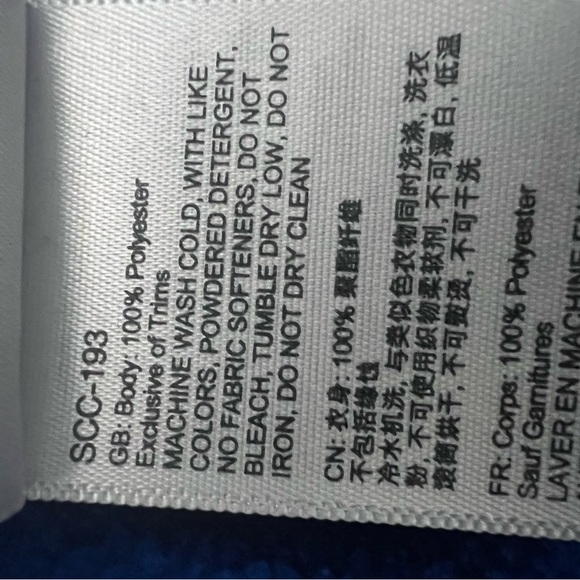 SCC-193
GB: Body: 100% Polyester
Exclusive of Trims
MACHINE WASH COLD, WITH LIKE
COLORS, POWDERED DETERGENT,
NO FABRIC SOFTENERS, DO NOT
BLEACH, TUMBLE DRY LOW, DO NOT
IRON, DO NOT DRY CLEAN
CN: 衣身: 100% 聚酯纤维
不包括缘饰
冷水机洗, 与类似色衣物同时洗涤, 洗衣
粉, 不可使用织物柔软剂, 不可漂白, 低温
滚筒烘干, 不可熨烫, 不可干洗
FR: Corps: 100% Polyester
Sauf Garnitures
LAVER EN MACHINE